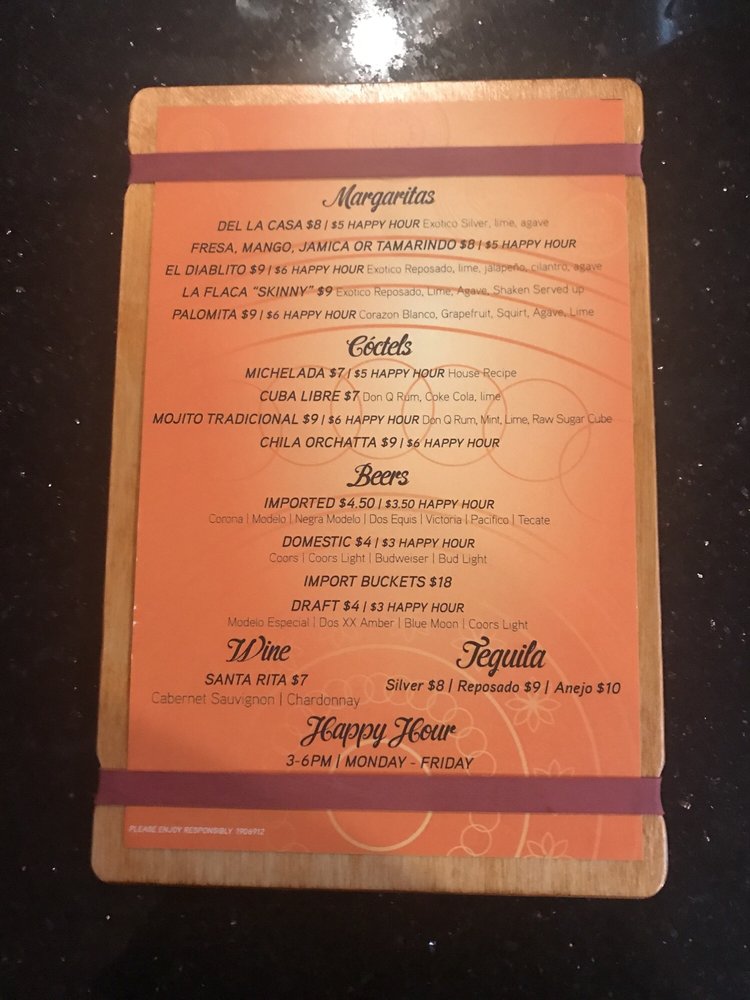 Margaritas
DEL LA CASA $8 | $5 HAPPY HOUR Exotico Silver, lime, agave
FRESA, MANGO, JAMICA OR TAMARINDO $8 | $5 HAPPY HOUR
EL DIABLITO $9 | $6 HAPPY HOUR Exotico Reposado, lime, jalapeño, cilantro, agave
LA FLACA "SKINNY" $9 Exotico Reposado, Lime, Agave, Shaken Served up
PALOMITA $9 | $6 HAPPY HOUR Corazon Blanco, Grapefruit, Squirt, Agave, Lime
Cóctels
MICHELADA $7 | $5 HAPPY HOUR House Recipe
CUBA LIBRE $7 Don Q Rum, Coke Cola, lime
MOJITO TRADICIONAL $9 | $6 HAPPY HOUR Don Q Rum, Mint, Lime, Raw Sugar Cube
CHILA ORCHATTA $9 | $6 HAPPY HOUR
Beers
IMPORTED $4.50 | $3.50 HAPPY HOUR
Corona | Modelo | Negra Modelo | Dos Equis | Victoria | Pacifico | Tecate
DOMESTIC $4 | $3 HAPPY HOUR
Coors | Coors Light | Budweiser | Bud Light
IMPORT BUCKETS $18
DRAFT $4 | $3 HAPPY HOUR
Modelo Especial | Dos XX Amber | Blue Moon | Coors Light
Wine
SANTA RITA $7
Cabernet Sauvignon | Chardonnay
Tequila
Silver $8 | Reposado $9 | Anejo $10
Happy Hour
3-6PM | MONDAY - FRIDAY
PLEASE ENJOY RESPONSIBLY 1906912